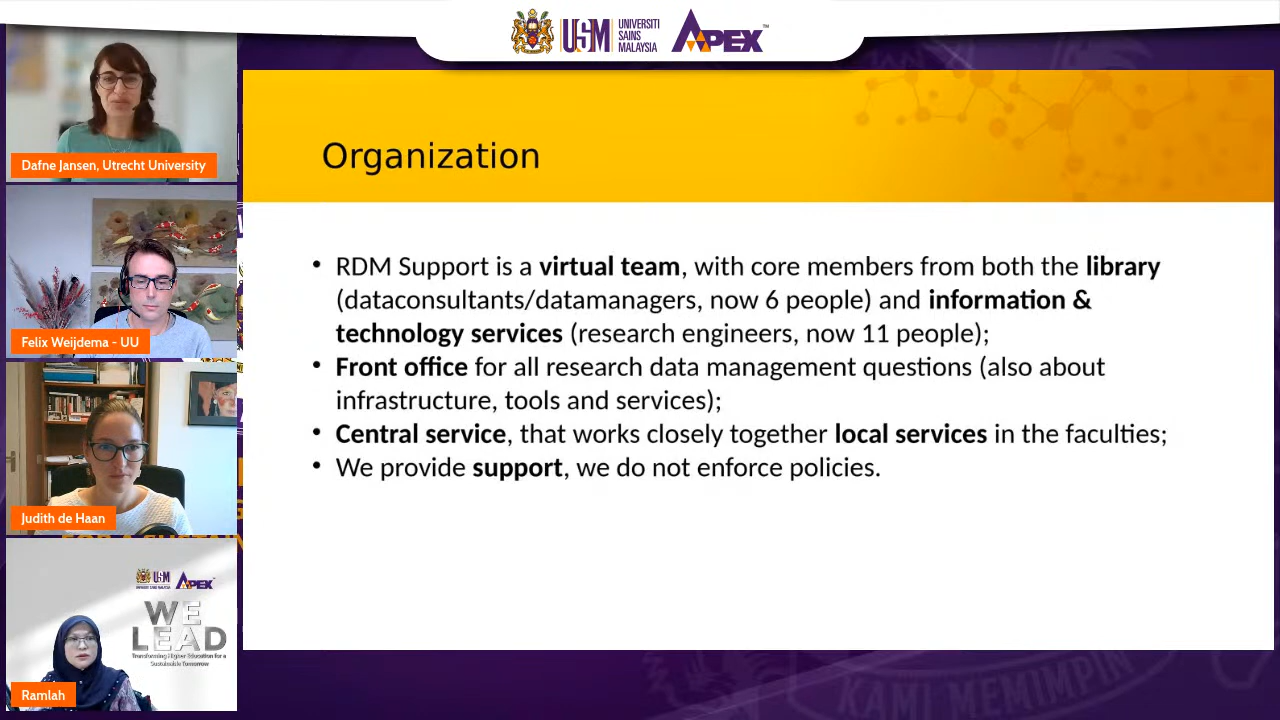 USM
UNIVERSITI
SAINS
MALAYSIA
APEX™
Dafne Jansen, Utrecht University
Felix Weijdema - UU
Judith de Haan
USM APEX
WE
LEAD
Transforming Higher Education for a
Sustainable Tomorrow
Ramlah
Organization
• RDM Support is a virtual team, with core members from both the library
(dataconsultants/datamanagers, now 6 people) and information &
technology services (research engineers, now 11 people);
• Front office for all research data management questions (also about
infrastructure, tools and services);
• Central service, that works closely together local services in the faculties;
• We provide support, we do not enforce policies.
KAMI MEMIMPIN